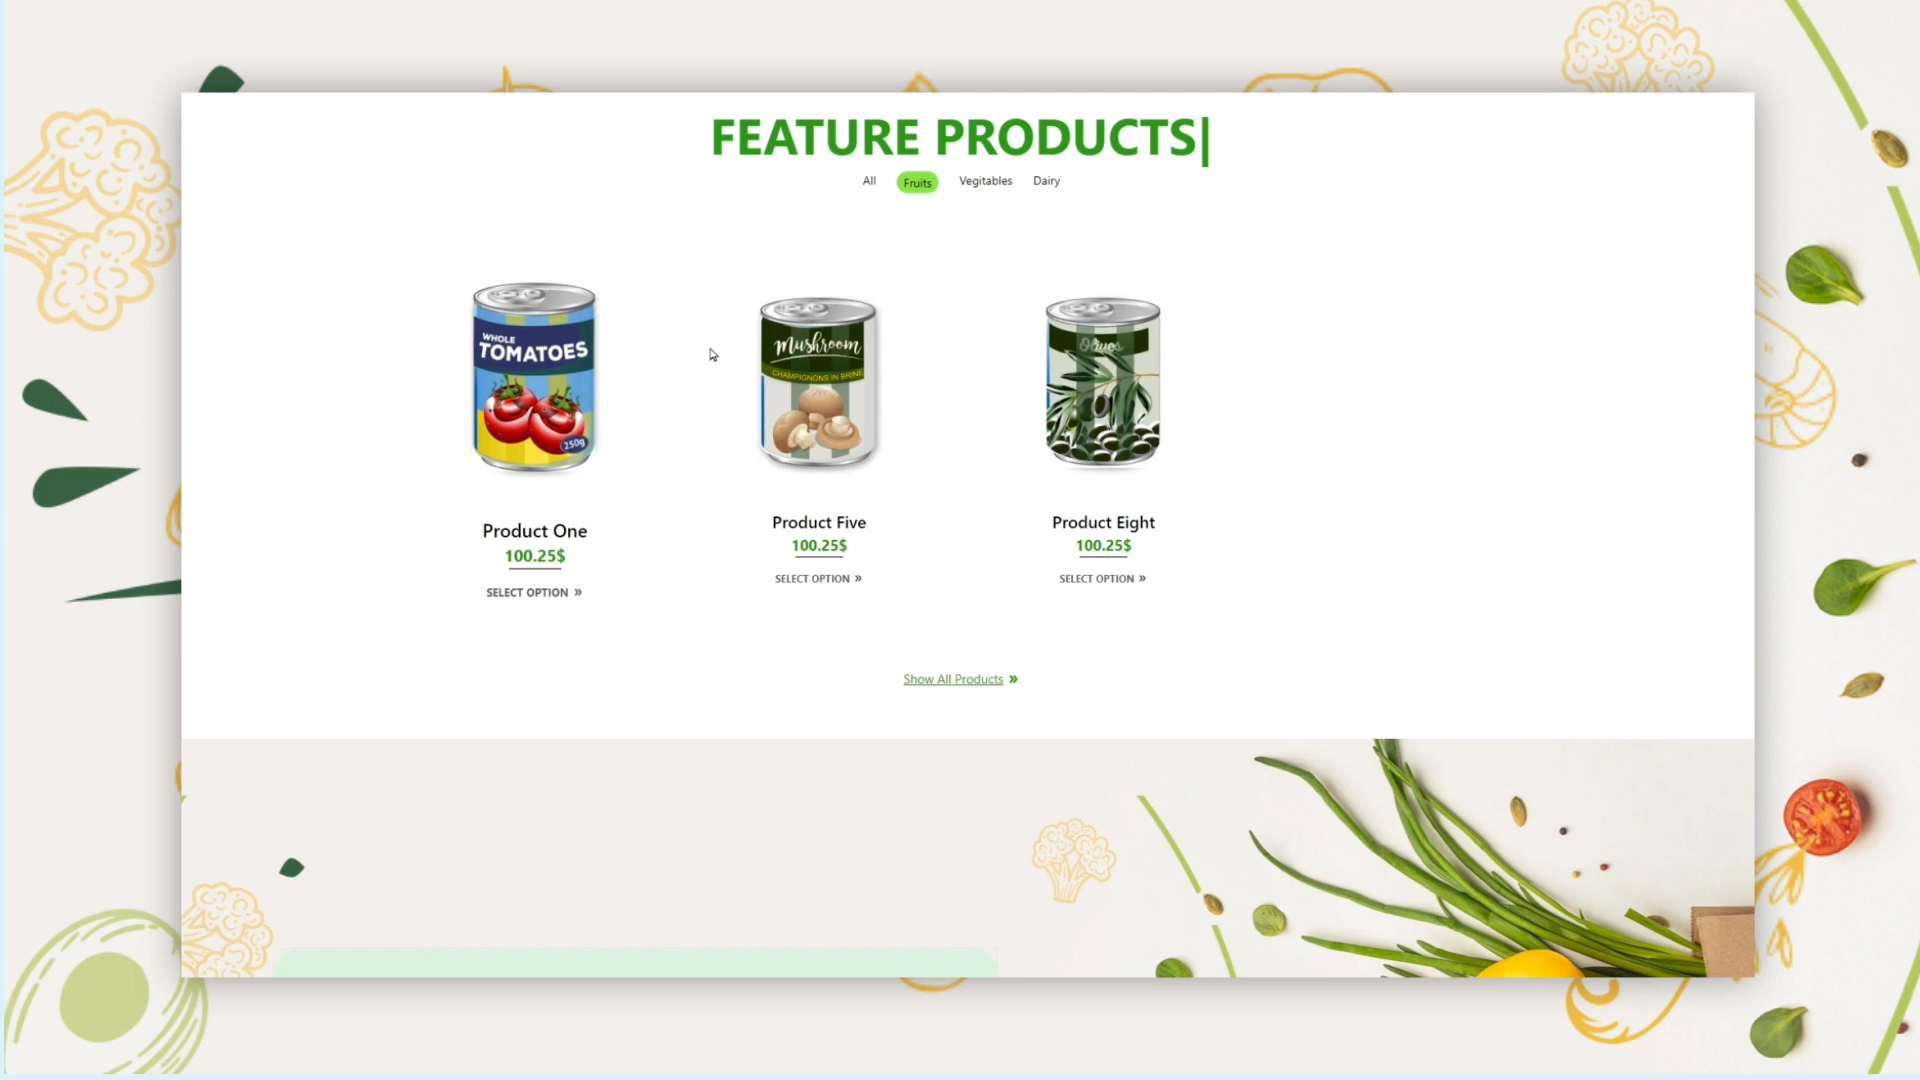 FEATURE PRODUCTS|
All Fruits Vegitables Dairy
WHOLE
TOMATOES
250g
Mushroom
CHAMPIGNONS IN BRINE
Olives
Product One
100.25$
SELECT OPTION »
Product Five
100.25$
SELECT OPTION »
Product Eight
100.25$
SELECT OPTION »
Show All Products »